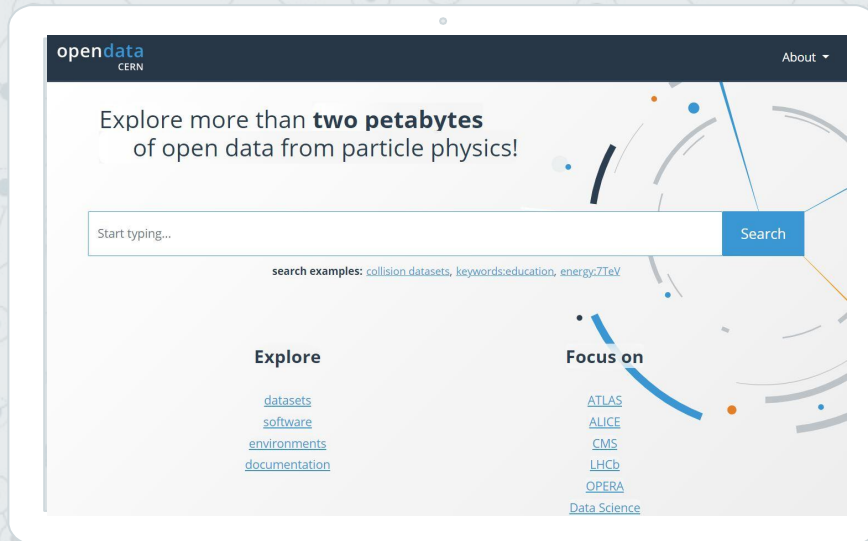 opendata
CERN
About
Explore more than two petabytes
of open data from particle physics!
Start typing...
Search
search examples: collision datasets, keywords:education, energy:7TeV
Explore
datasets
software
environments
documentation
Focus on
ATLAS
ALICE
CMS
LHCb
OPERA
Data Science